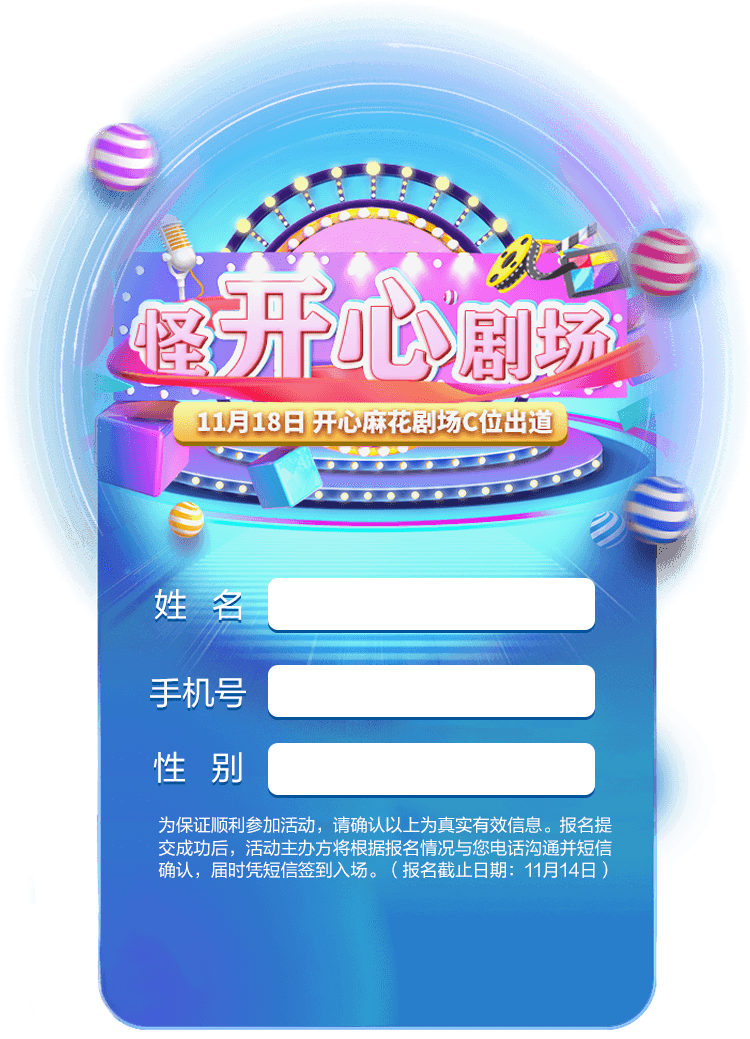 怪开心剧场
11月18日 开心麻花剧场C位出道
姓 名
手机号
性 别
为保证顺利参加活动，请确认以上为真实有效信息。报名提
交成功后，活动主办方将根据报名情况与您电话沟通并短信
确认，届时凭短信签到入场。（报名截止日期：11月14日）